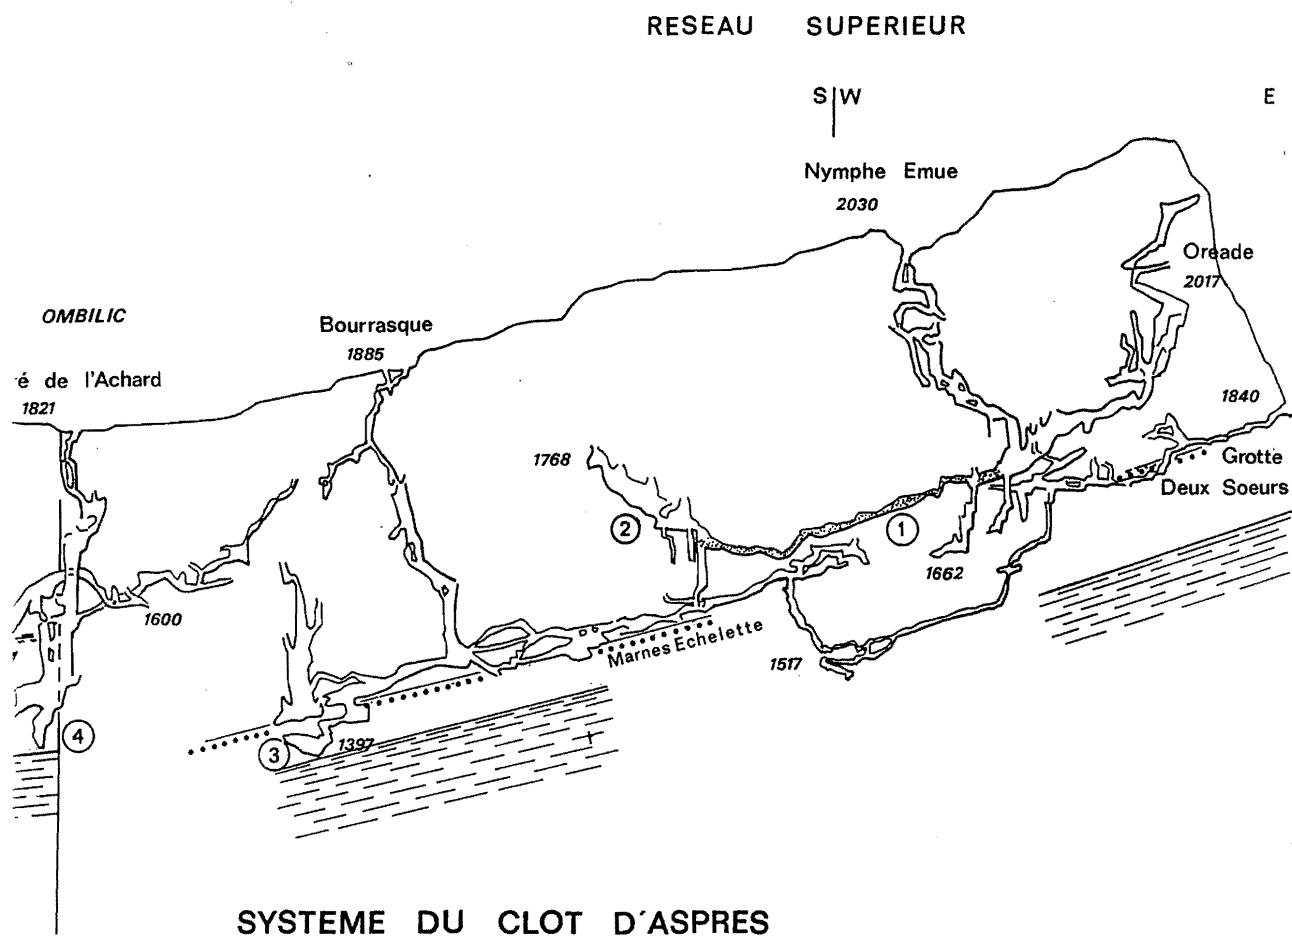 RESEAU SUPERIEUR
S W
E
Nymphe Emue
2030
Oreade
2017
OMBILIC
Bourrasque
1885
é de l'Achard
1821
1840
1768
Grotte
Deux Soeurs
2
1
1662
1600
Marnes Echelette
1517
4
3
1397
SYSTEME DU CLOT D'ASPRES